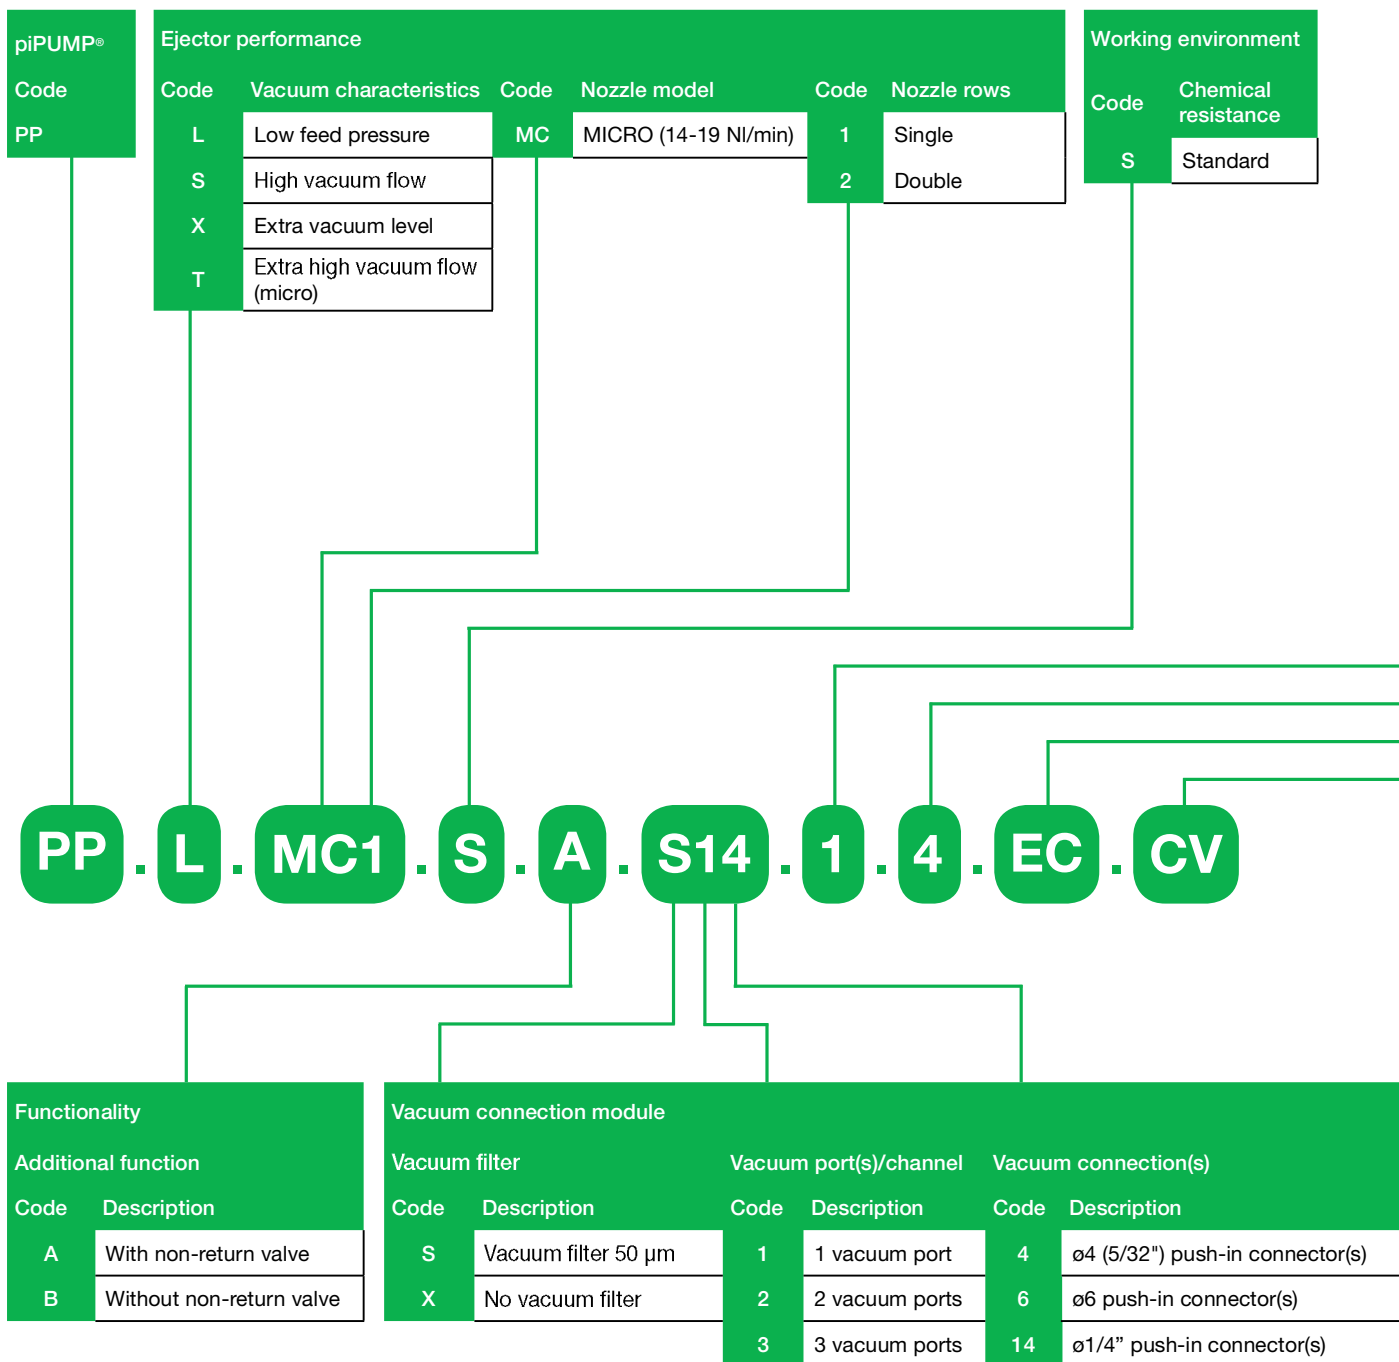 piPUMP®
Code
PP
Ejector performance
Code Vacuum characteristics Code Nozzle model Code Nozzle rows
L Low feed pressure MC MICRO (14-19 Nl/min) 1 Single
S High vacuum flow 2 Double
X Extra vacuum level
T Extra high vacuum flow
(micro)
Working environment
Code Chemical
resistance
S Standard
PP . L . MC1 . S . A . S14 . 1 . 4 . EC . CV
Functionality
Additional function
Code Description
A With non-return valve
B Without non-return valve
Vacuum connection module
Vacuum filter Vacuum port(s)/channel Vacuum connection(s)
Code Description Code Description Code Description
S Vacuum filter 50 µm 1 1 vacuum port 4 ø4 (5/32") push-in connector(s)
X No vacuum filter 2 2 vacuum ports 6 ø6 push-in connector(s)
3 3 vacuum ports 14 ø1/4” push-in connector(s)